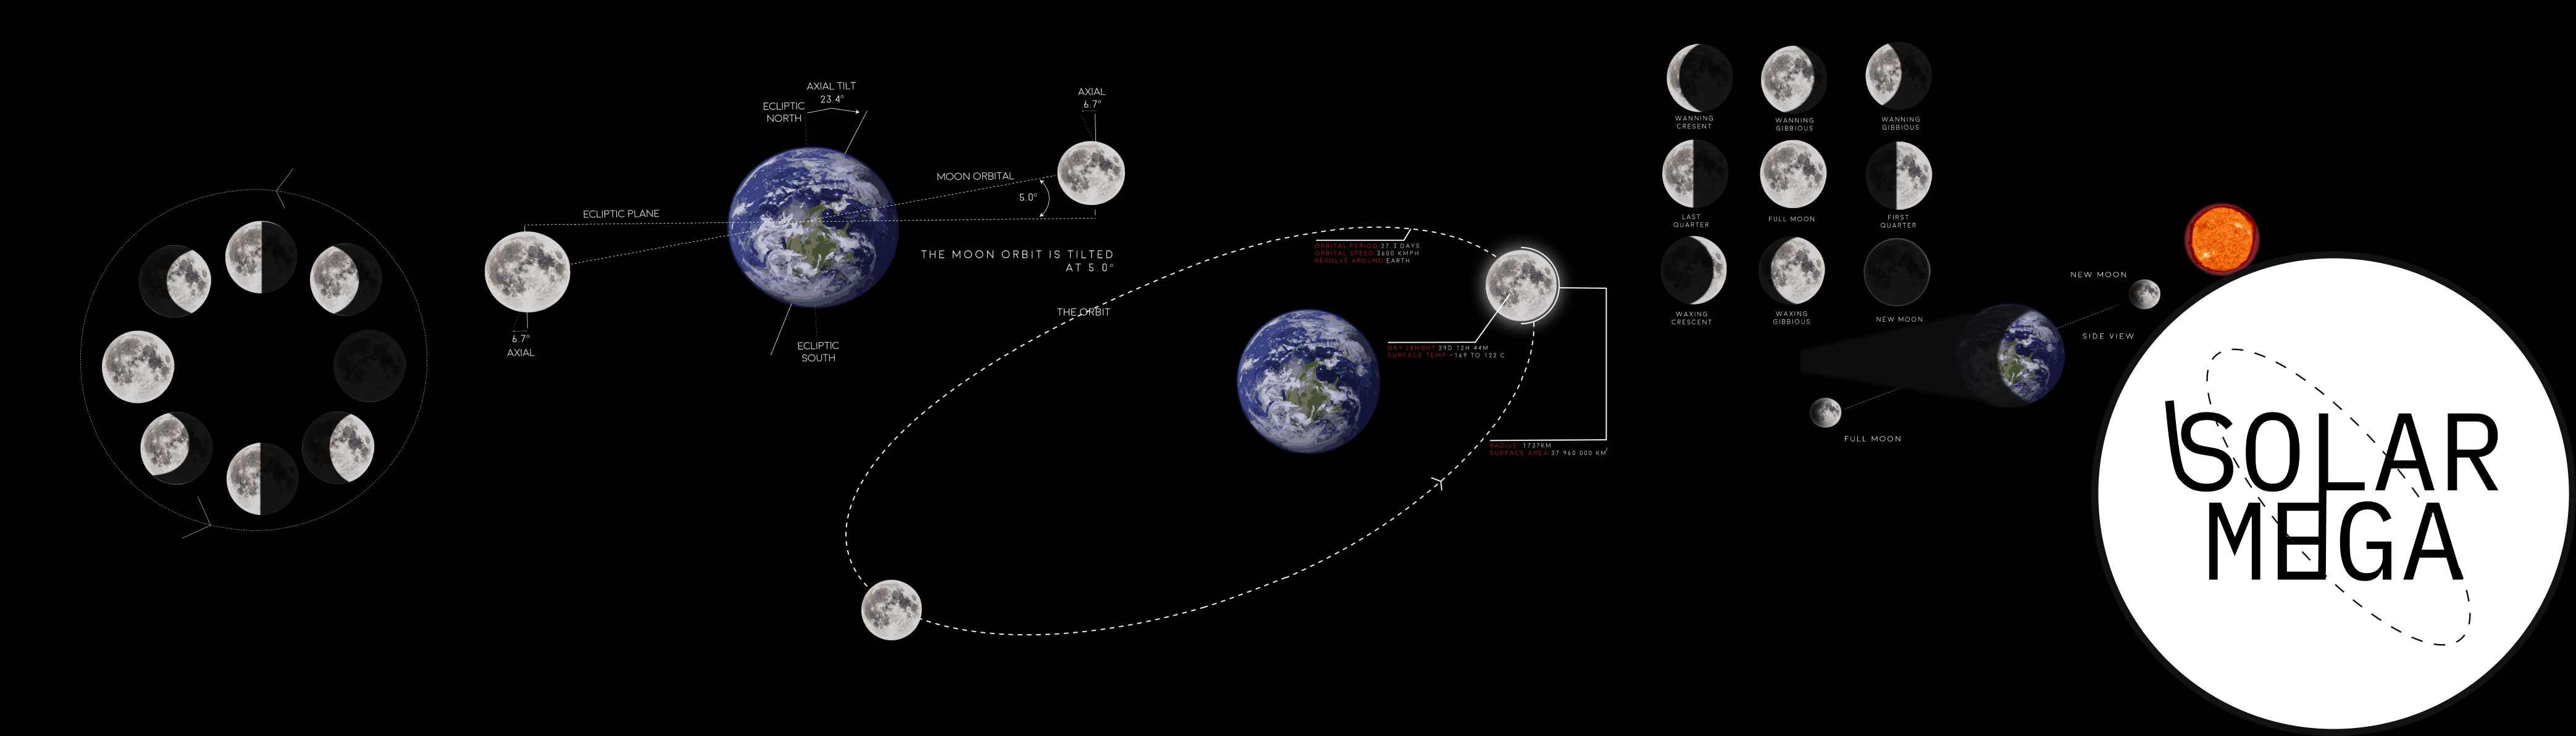 AXIAL TILT
23.4°
ECLIPTIC
NORTH
AXIAL
6.7°
MOON ORBITAL
5.0°
ECLIPTIC PLANE
THE MOON ORBIT IS TILTED
AT 5.0°
6.7°
AXIAL
ECLIPTIC
SOUTH
THE ORBIT
ORBITAL PERIOD:27.3 DAYS
ORBITAL SPEED:3600 KMPH
REVOLVE AROUND:EARTH
DAY LENGHT:29D 12H 44M
SURFACE TEMP:-169 TO 122 C
RADIUS: 1737KM
SURFACE AREA:37 960 000 KM²
WANNING
CRESENT
WANNING
GIBBIOUS
WANNING
GIBBIOUS
LAST
QUARTER
FULL MOON
FIRST
QUARTER
WAXING
CRESCENT
WAXING
GIBBIOUS
NEW MOON
NEW MOON
SIDE VIEW
FULL MOON
SOLAR
MEGA